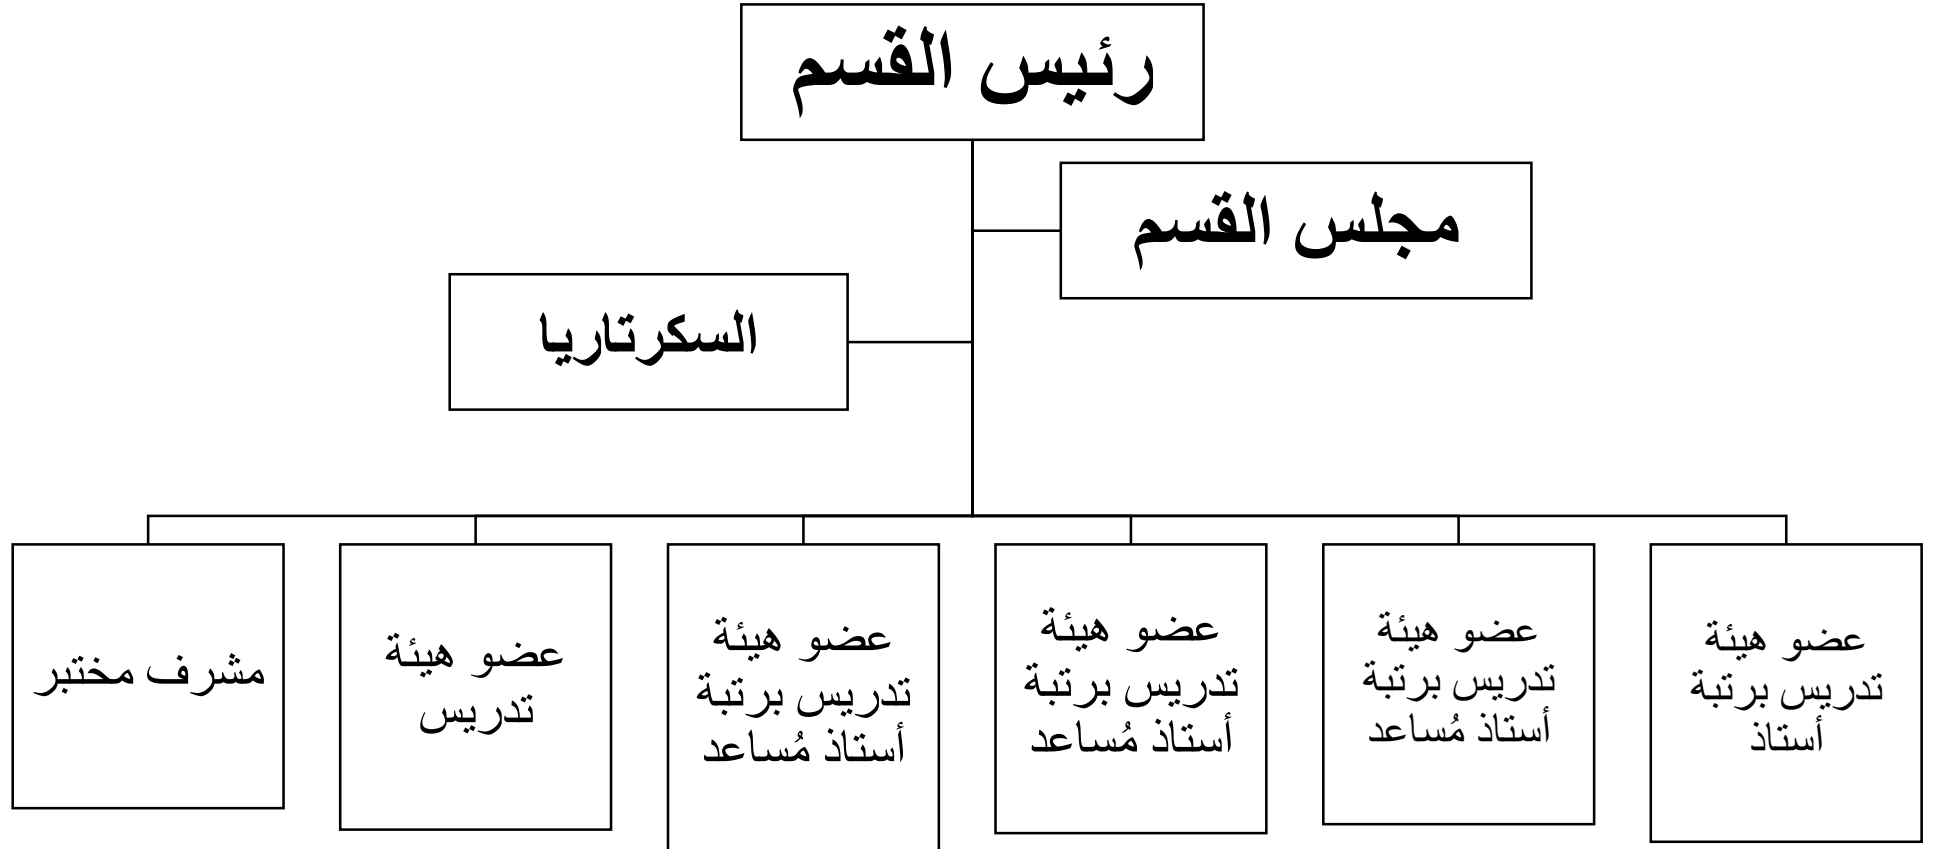 رئيس القسم
مجلس القسم
السكرتاريا
عضو هيئة
تدريس برتبة
أستاذ
عضو هيئة
تدريس برتبة
أستاذ مُساعد
عضو هيئة
تدريس برتبة
أستاذ مُساعد
عضو هيئة
تدريس برتبة
أستاذ مُساعد
عضو هيئة
تدريس
مشرف مختبر